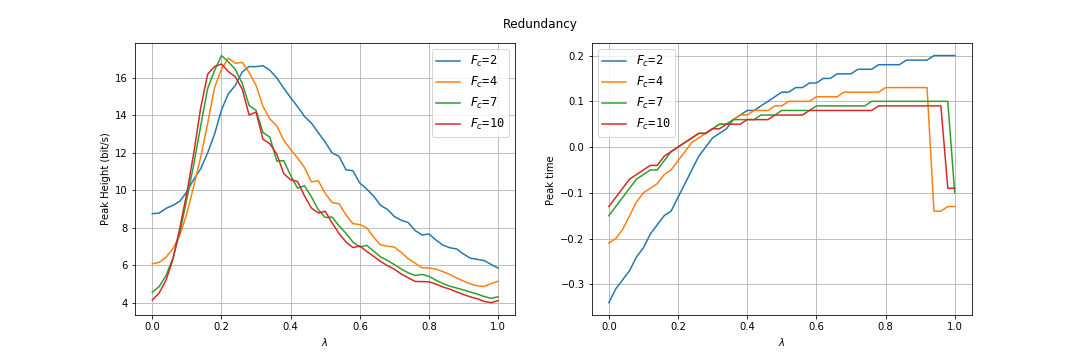 Redundancy
Peak Height (bit/s)
16
14
12
10
8
6
4
0.0 0.2 0.4 0.6 0.8 1.0
λ
F_c=2
F_c=4
F_c=7
F_c=10
Peak time
0.2
0.1
0.0
−0.1
−0.2
−0.3
0.0 0.2 0.4 0.6 0.8 1.0
λ
F_c=2
F_c=4
F_c=7
F_c=10